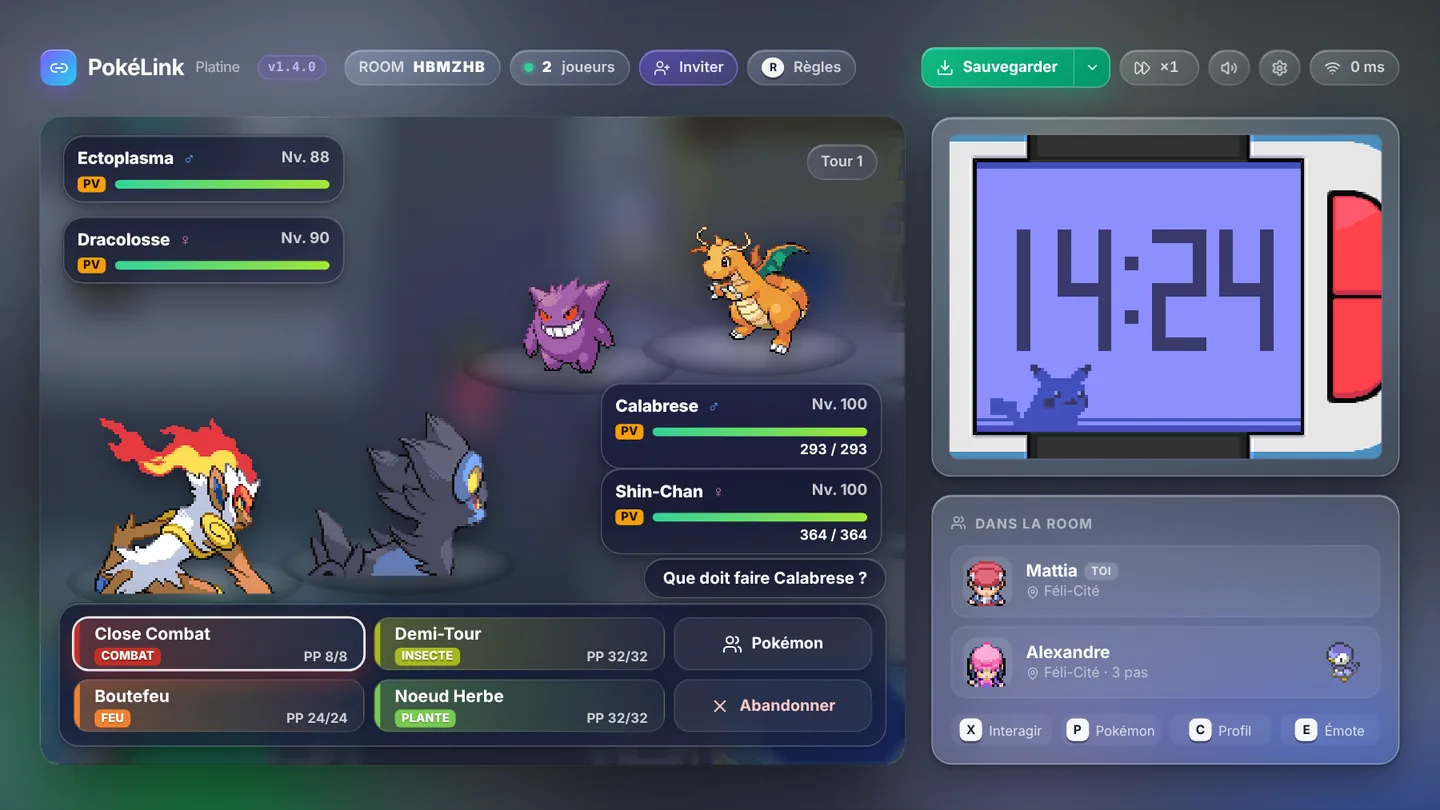 PokéLink Platine v1.4.0 ROOM HBMZHB 2 joueurs Inviter R Règles Sauvegarder ×1 0 ms
Ectoplasma ♂ Nv. 88
PV
Dracolosse ♀ Nv. 90
PV
Tour 1
Calabrese ♂ Nv. 100
PV
293 / 293
Shin-Chan ♀ Nv. 100
PV
364 / 364
Que doit faire Calabrese ?
Close Combat
COMBAT PP 8/8
Demi-Tour
INSECTE PP 32/32
Pokémon
Boutefeu
FEU PP 24/24
Noeud Herbe
PLANTE PP 32/32
Abandonner
14:24
DANS LA ROOM
Mattia TOI
Féli-Cité
Alexandre
Féli-Cité · 3 pas
X Interagir P Pokémon C Profil E Émote